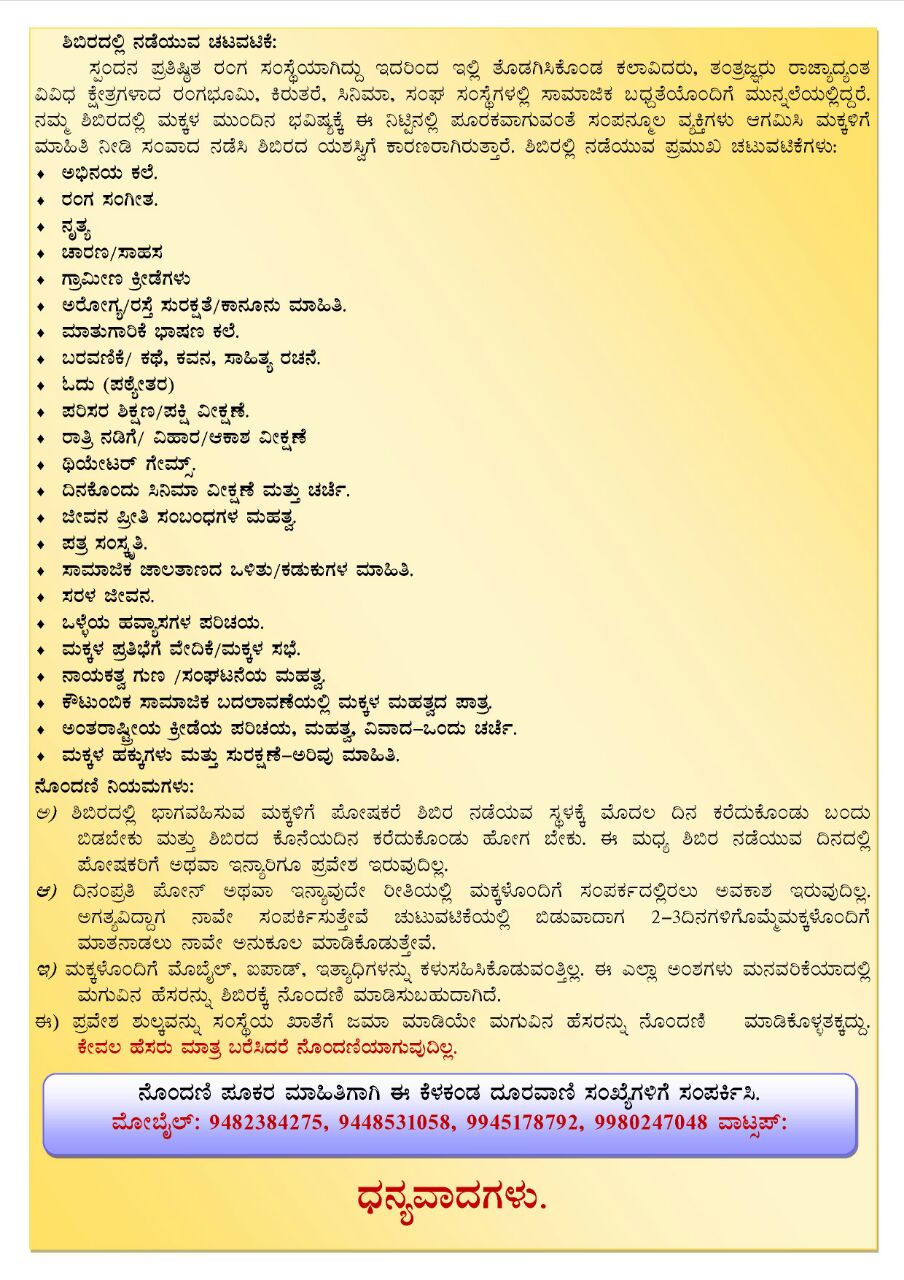 ಶಿಬಿರದಲ್ಲಿ ನಡೆಯುವ ಚಟವಟಿಕೆ:
ಸ್ಪಂದನ ಪ್ರತಿಷ್ಠಿತ ರಂಗ ಸಂಸ್ಥೆಯಾಗಿದ್ದು ಇದರಿಂದ ಇಲ್ಲಿ ತೊಡಗಿಸಿಕೊಂಡ ಕಲಾವಿದರು, ತಂತ್ರಜ್ಞರು ರಾಜ್ಯಾದ್ಯಂತ
ವಿವಿಧ ಕ್ಷೇತ್ರಗಳಾದ ರಂಗಭೂಮಿ, ಕಿರುತರೆ, ಸಿನಿಮಾ, ಸಂಘ ಸಂಸ್ಥೆಗಳಲ್ಲಿ ಸಾಮಾಜಿಕ ಬಧ್ದತೆಯೊಂದಿಗೆ ಮುನ್ನಲೆಯಲ್ಲಿದ್ದರೆ.
ನಮ್ಮ ಶಿಬಿರದಲ್ಲಿ ಮಕ್ಕಳ ಮುಂದಿನ ಭವಿಷ್ಯಕ್ಕೆ ಈ ನಿಟ್ಟಿನಲ್ಲಿ ಪೂರಕವಾಗುವಂತೆ ಸಂಪನ್ಮೂಲ ವ್ಯಕ್ತಿಗಳು ಆಗಮಿಸಿ ಮಕ್ಕಳಿಗೆ
ಮಾಹಿತಿ ನೀಡಿ ಸಂವಾದ ನಡೆಸಿ ಶಿಬಿರದ ಯಶಸ್ವಿಗೆ ಕಾರಣರಾಗಿರುತ್ತಾರೆ. ಶಿಬಿರಲ್ಲಿ ನಡೆಯುವ ಪ್ರಮುಖ ಚಟುವಟಿಕೆಗಳು:
♦ ಅಭಿನಯ ಕಲೆ.
♦ ರಂಗ ಸಂಗೀತ.
♦ ನೃತ್ಯ
♦ ಚಾರಣ/ಸಾಹಸ
♦ ಗ್ರಾಮೀಣ ಕ್ರೀಡೆಗಳು
♦ ಅರೋಗ್ಯ/ರಸ್ತೆ ಸುರಕ್ಷತೆ/ಕಾನೂನು ಮಾಹಿತಿ.
♦ ಮಾತುಗಾರಿಕೆ ಭಾಷಣ ಕಲೆ.
♦ ಬರವಣಿಕೆ/ ಕಥೆ, ಕವನ, ಸಾಹಿತ್ಯ ರಚನೆ.
♦ ಓದು (ಪಠ್ಯೇತರ)
♦ ಪರಿಸರ ಶಿಕ್ಷಣ/ಪಕ್ಷಿ ವೀಕ್ಷಣೆ.
♦ ರಾತ್ರಿ ನಡಿಗೆ/ ವಿಹಾರ/ಆಕಾಶ ವೀಕ್ಷಣೆ
♦ ಥಿಯೇಟರ್ ಗೇಮ್ಸ್.
♦ ದಿನಕೊಂದು ಸಿನಿಮಾ ವೀಕ್ಷಣೆ ಮತ್ತು ಚರ್ಚೆ.
♦ ಜೀವನ ಪ್ರೀತಿ ಸಂಬಂಧಗಳ ಮಹತ್ವ.
♦ ಪತ್ರ ಸಂಸ್ಕೃತಿ.
♦ ಸಾಮಾಜಿಕ ಜಾಲತಾಣದ ಒಳಿತು/ಕಡುಕುಗಳ ಮಾಹಿತಿ.
♦ ಸರಳ ಜೀವನ.
♦ ಒಳ್ಳೆಯ ಹವ್ಯಾಸಗಳ ಪರಿಚಯ.
♦ ಮಕ್ಕಳ ಪ್ರತಿಭೆಗೆ ವೇದಿಕೆ/ಮಕ್ಕಳ ಸಭೆ.
♦ ನಾಯಕತ್ವ ಗುಣ /ಸಂಘಟನೆಯ ಮಹತ್ವ.
♦ ಕೌಟುಂಬಿಕ ಸಾಮಾಜಿಕ ಬದಲಾವಣೆಯಲ್ಲಿ ಮಕ್ಕಳ ಮಹತ್ವದ ಪಾತ್ರ.
♦ ಅಂತರಾಷ್ಟ್ರೀಯ ಕ್ರೀಡೆಯ ಪರಿಚಯ, ಮಹತ್ವ, ವಿವಾದ–ಒಂದು ಚರ್ಚೆ.
♦ ಮಕ್ಕಳ ಹಕ್ಕುಗಳು ಮತ್ತು ಸುರಕ್ಷಣೆ–ಅರಿವು ಮಾಹಿತಿ.
ನೊಂದಣಿ ನಿಯಮಗಳು:
ಅ) ಶಿಬಿರದಲ್ಲಿ ಭಾಗವಹಿಸುವ ಮಕ್ಕಳಿಗೆ ಪೋಷಕರೆ ಶಿಬಿರ ನಡೆಯವ ಸ್ಥಳಕ್ಕೆ ಮೊದಲ ದಿನ ಕರೆದುಕೊಂಡು ಬಂದು
ಬಿಡಬೇಕು ಮತ್ತು ಶಿಬಿರದ ಕೊನೆಯದಿನ ಕರೆದುಕೊಂಡು ಹೋಗ ಬೇಕು. ಈ ಮಧ್ಯ ಶಿಬಿರ ನಡೆಯುವ ದಿನದಲ್ಲಿ
ಪೋಷಕರಿಗೆ ಅಥವಾ ಇನ್ಯಾರಿಗೂ ಪ್ರವೇಶ ಇರುವುದಿಲ್ಲ.
ಆ) ದಿನಂಪ್ರತಿ ಪೋನ್ ಅಥವಾ ಇನ್ಯಾವುದೇ ರೀತಿಯಲ್ಲಿ ಮಕ್ಕಳೊಂದಿಗೆ ಸಂಪರ್ಕದಲ್ಲಿರಲು ಅವಕಾಶ ಇರುವುದಿಲ್ಲ.
ಅಗತ್ಯವಿದ್ದಾಗ ನಾವೇ ಸಂಪರ್ಕಿಸುತ್ತೇವೆ ಚುಟುವಟಿಕೆಯಲ್ಲಿ ಬಿಡುವಾದಾಗ 2–3ದಿನಗಳಿಗೊಮ್ಮೆಮಕ್ಕಳೊಂದಿಗೆ
ಮಾತನಾಡಲು ನಾವೇ ಅನುಕೂಲ ಮಾಡಿಕೊಡುತ್ತೇವೆ.
ಇ) ಮಕ್ಕಳೊಂದಿಗೆ ಮೊಬೈಲ್, ಐಪಾಡ್, ಇತ್ಯಾಧಿಗಳನ್ನು ಕಳುಸಹಿಸಿಕೊಡುವಂತ್ತಿಲ್ಲ. ಈ ಎಲ್ಲಾ ಅಂಶಗಳು ಮನವರಿಕೆಯಾದಲ್ಲಿ
ಮಗುವಿನ ಹೆಸರನ್ನು ಶಿಬಿರಕ್ಕೆ ನೊಂದಣಿ ಮಾಡಿಸುಬಹುದಾಗಿದೆ.
ಈ) ಪ್ರವೇಶ ಶುಲ್ಕವನ್ನು ಸಂಸ್ಥೆಯ ಖಾತೆಗೆ ಜಮಾ ಮಾಡಿಯೇ ಮಗುವಿನ ಹೆಸರನ್ನು ನೊಂದಣಿ ಮಾಡಿಕೊಳ್ಳತಕ್ಕದ್ದು.
ಕೇವಲ ಹೆಸರು ಮಾತ್ರ ಬರೆಸಿದರೆ ನೊಂದಣಿಯಾಗುವುದಿಲ್ಲ.
ನೊಂದಣಿ ಪೂಕರ ಮಾಹಿತಿಗಾಗಿ ಈ ಕೆಳಕಂಡ ದೂರವಾಣಿ ಸಂಖ್ಯೆಗಳಿಗೆ ಸಂಪರ್ಕಿಸಿ.
ಮೋಬೈಲ್: 9482384275, 9448531058, 9945178792, 9980247048 ವಾಟ್ಸಪ್:
ಧನ್ಯವಾದಗಳು.